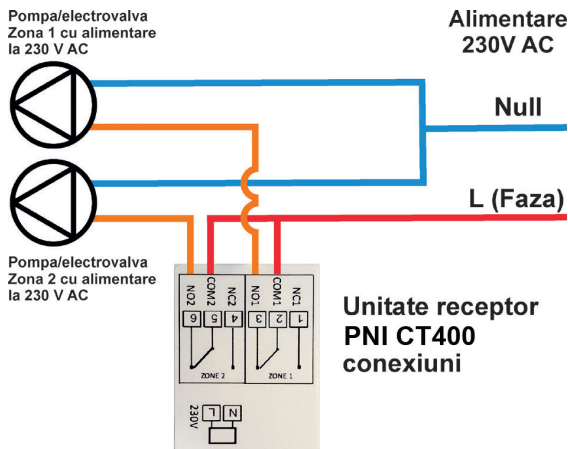 Pompa/electrovalva
Zona 1 cu alimentare
la 230 V AC
Alimentare
230V AC
Null
L (Faza)
Pompa/electrovalva
Zona 2 cu alimentare
la 230 V AC
NO2
COM2
NC2
NO1
COM1
NC1
6
5
4
3
2
1
ZONE 2
ZONE 1
230V
L
N
Unitate receptor
PNI CT400
conexiuni